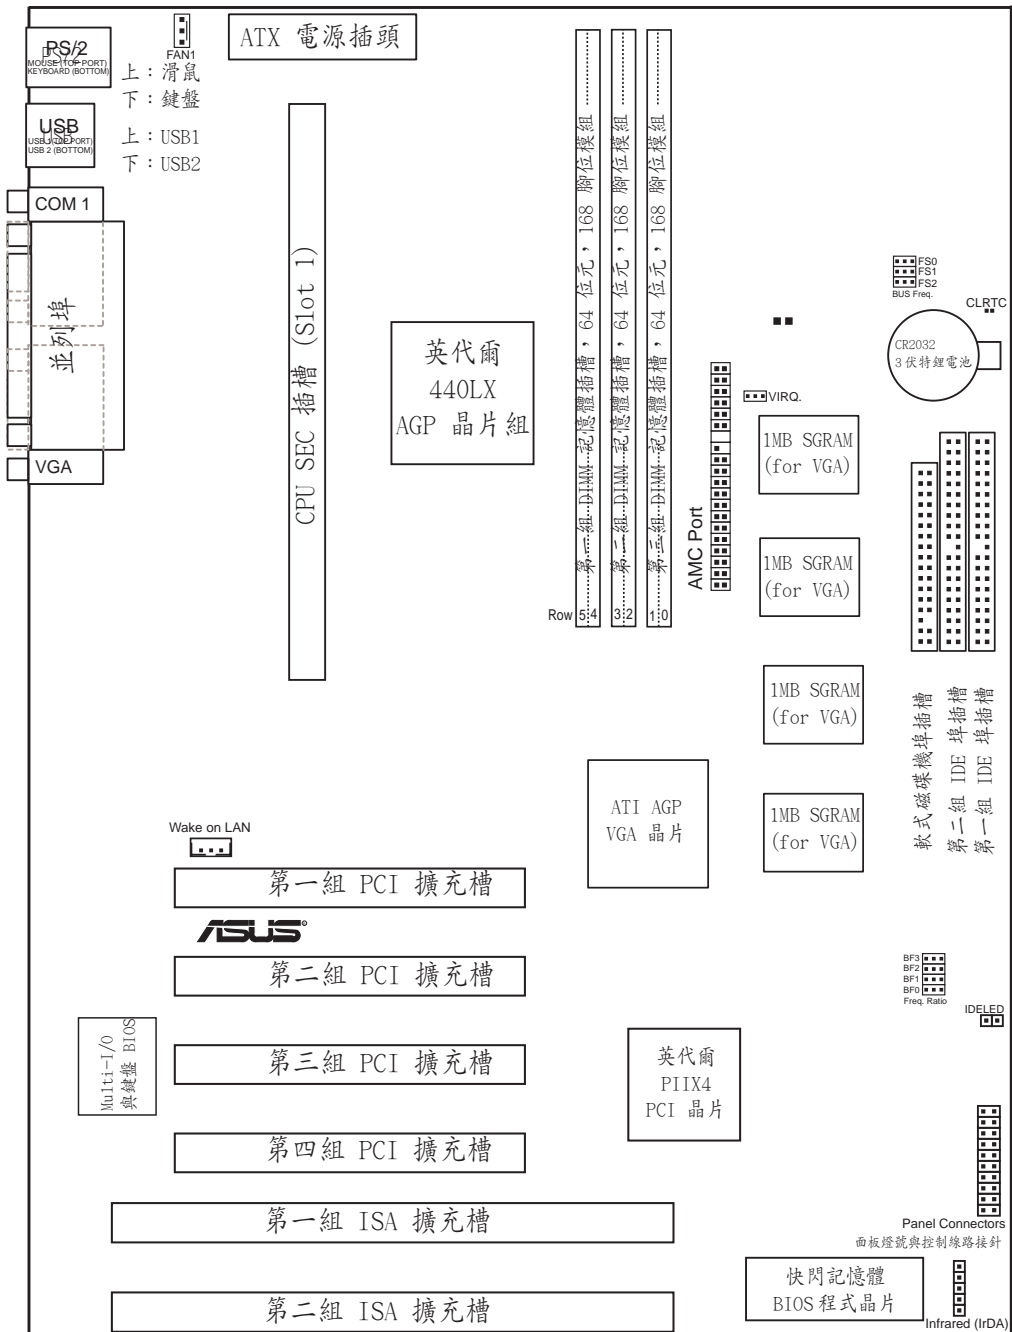 ATX 電源插頭
FAN1
PS/2
MOUSE (TOP PORT)
KEYBOARD (BOTTOM)
上：滑鼠
下：鍵盤
USB
USB 1 (TOP PORT)
USB 2 (BOTTOM)
上：USB1
下：USB2
COM 1
並列埠
VGA
CPU SEC 插槽 (Slot 1)
英代爾
440LX
AGP 晶片組
第一組 DIMM 記憶體插槽，64 位元，168 腳位模組
第二組 DIMM 記憶體插槽，64 位元，168 腳位模組
第三組 DIMM 記憶體插槽，64 位元，168 腳位模組
Row 5 4 3 2 1 0
AMC Port
FS0
FS1
FS2
BUS Freq.
CLRTC
CR2032
3伏特鋰電池
VIRQ.
1MB SGRAM
(for VGA)
1MB SGRAM
(for VGA)
1MB SGRAM
(for VGA)
1MB SGRAM
(for VGA)
軟式磁碟機埠插槽
第二組 IDE 埠插槽
第一組 IDE 埠插槽
ATI AGP
VGA 晶片
Wake on LAN
第一組 PCI 擴充槽
ASUS®
第二組 PCI 擴充槽
第三組 PCI 擴充槽
第四組 PCI 擴充槽
Multi-I/O
與鍵盤 BIOS
英代爾
PIIX4
PCI 晶片
BF3
BF2
BF1
BF0
Freq. Ratio
IDELED
第一組 ISA 擴充槽
第二組 ISA 擴充槽
Panel Connectors
面板燈號與控制線路接針
快閃記憶體
BIOS程式晶片
Infrared (IrDA)